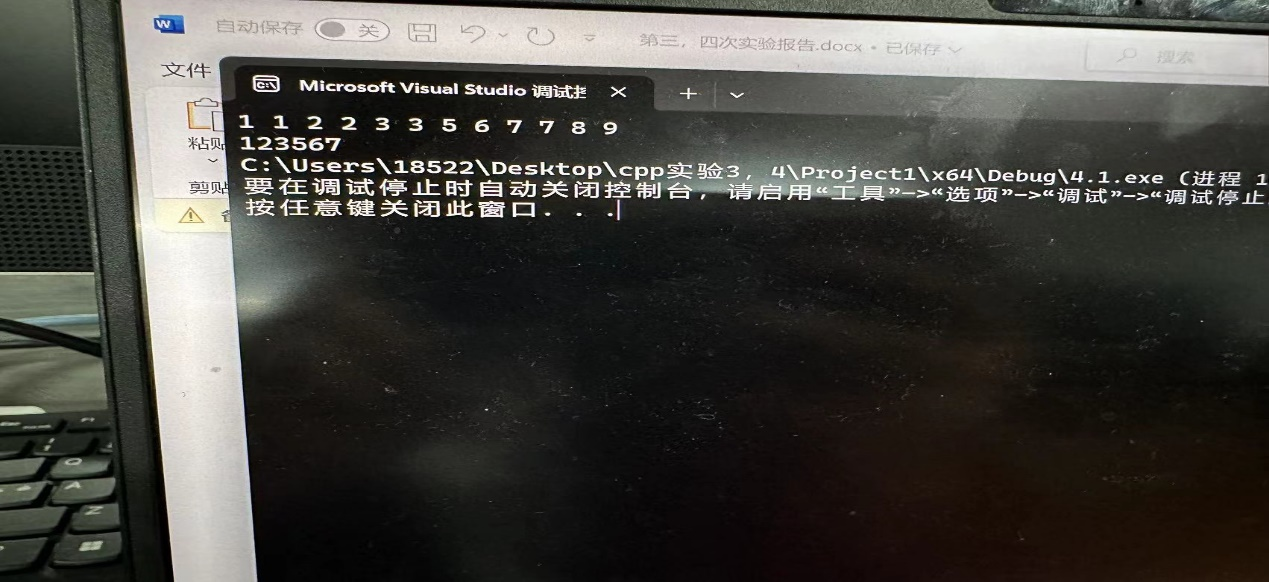 自动保存 关 第三，四次实验报告.docx • 已保存 搜索
文件
Microsoft Visual Studio 调试控
粘贴
剪贴
1 1 2 2 3 3 5 6 7 7 8 9
123567
C:\Users\18522\Desktop\cpp实验3, 4\Project1\x64\Debug\4.1.exe (进程 1
要在调试停止时自动关闭控制台，请启用“工具”->“选项”->“调试”->“调试停止
按任意键关闭此窗口. . .